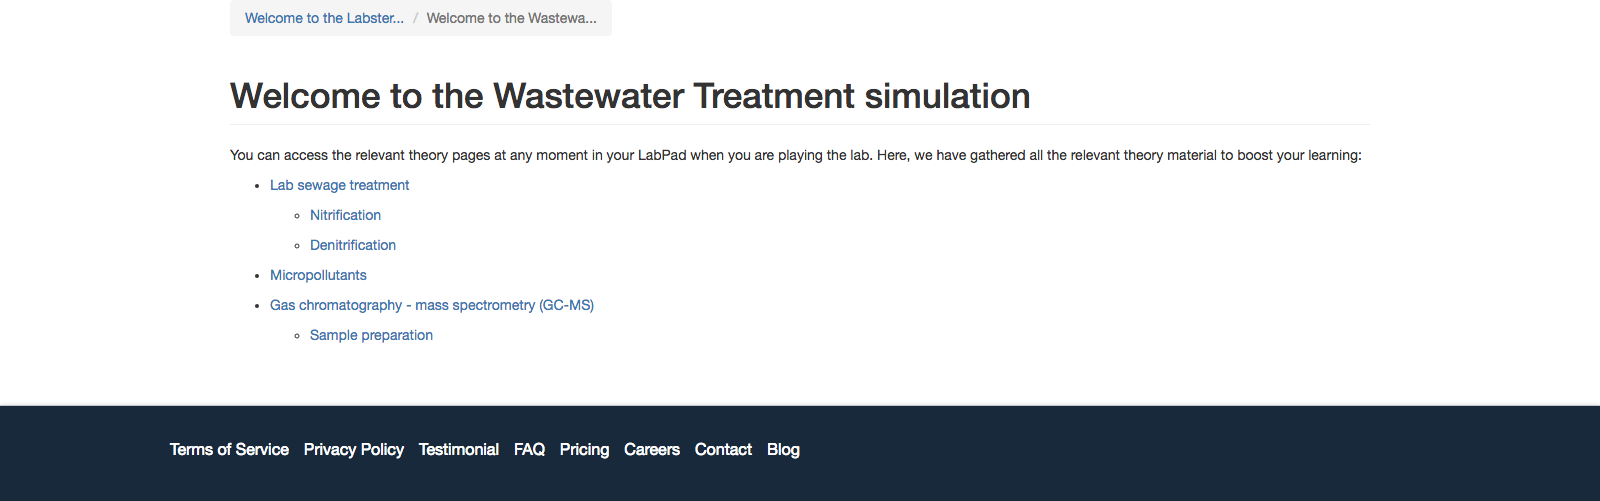 Welcome to the Labster... / Welcome to the Wastewa...
Welcome to the Wastewater Treatment simulation
You can access the relevant theory pages at any moment in your LabPad when you are playing the lab. Here, we have gathered all the relevant theory material to boost your learning:
Lab sewage treatment
Nitrification
Denitrification
Micropollutants
Gas chromatography - mass spectrometry (GC-MS)
Sample preparation
Terms of Service Privacy Policy Testimonial FAQ Pricing Careers Contact Blog